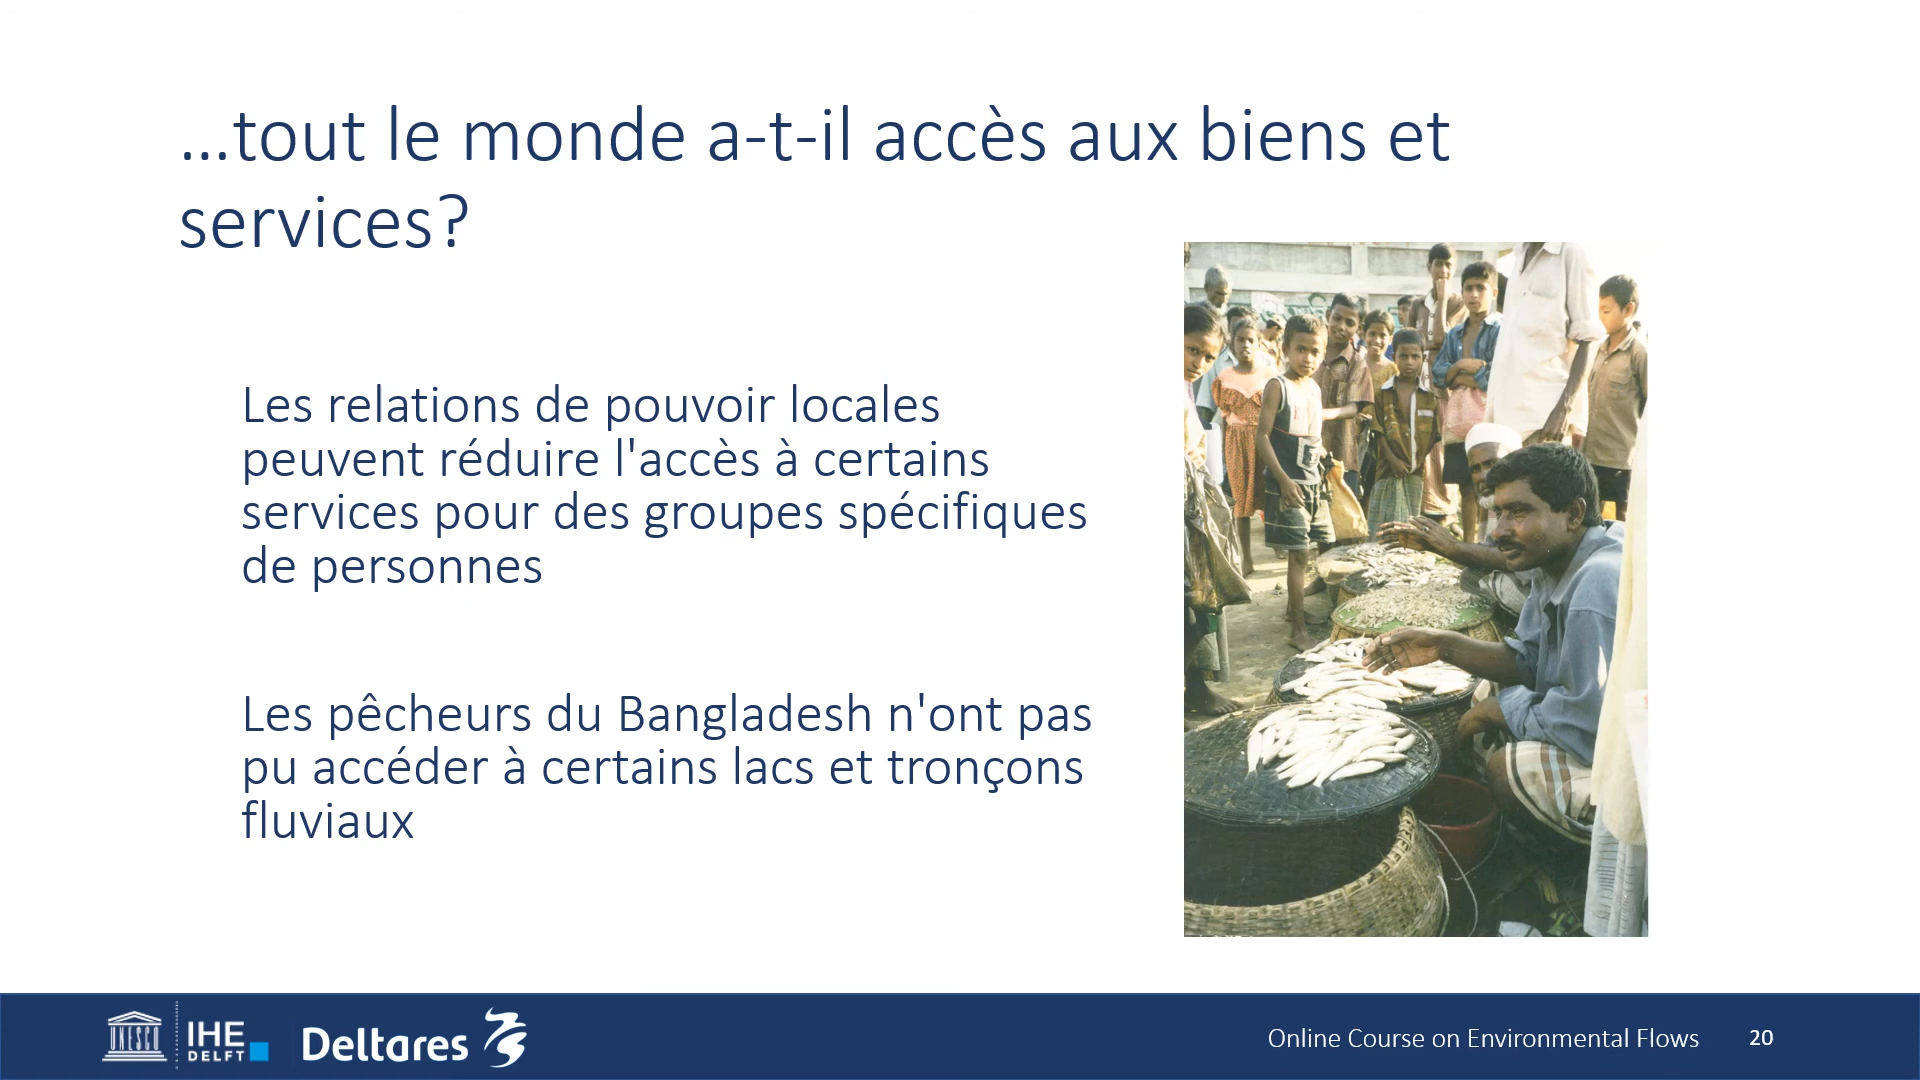 ...tout le monde a-t-il accès aux biens et
services?
Les relations de pouvoir locales
peuvent réduire l'accès à certains
services pour des groupes spécifiques
de personnes
Les pêcheurs du Bangladesh n'ont pas
pu accéder à certains lacs et tronçons
fluviaux
UNESCO
IHE
DELFT
Deltares
Online Course on Environmental Flows
20